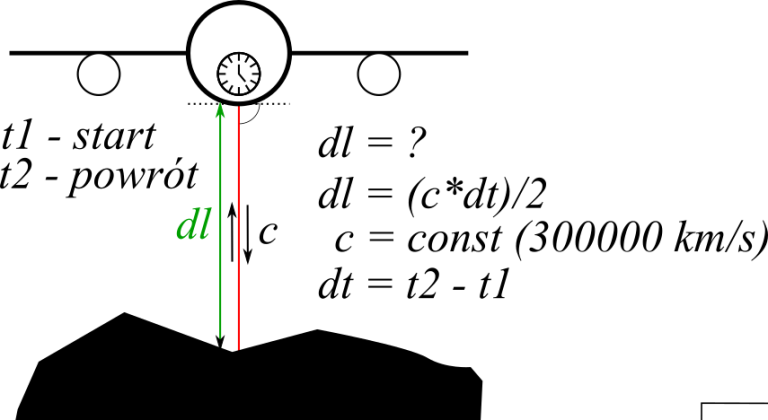 t1 - start
t2 - powrót
dl
c
dl = ?
dl = (c*dt)/2
c = const (300000 km/s)
dt = t2 - t1